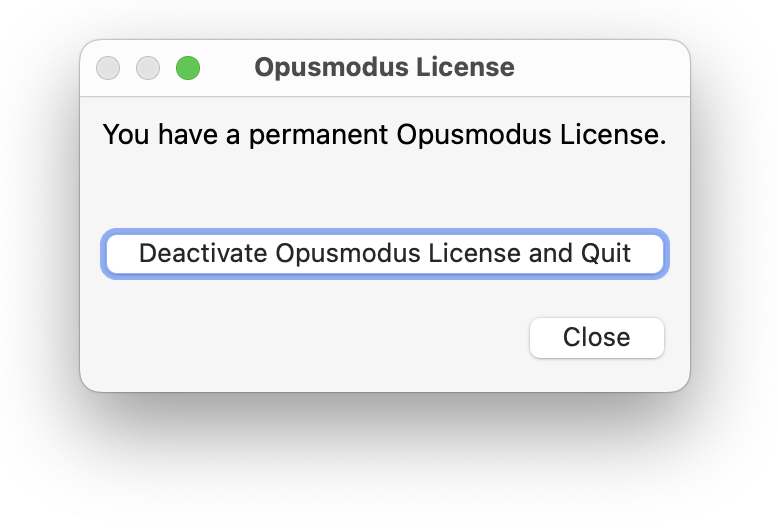 Opusmodus License
You have a permanent Opusmodus License.
Deactivate Opusmodus License and Quit
Close